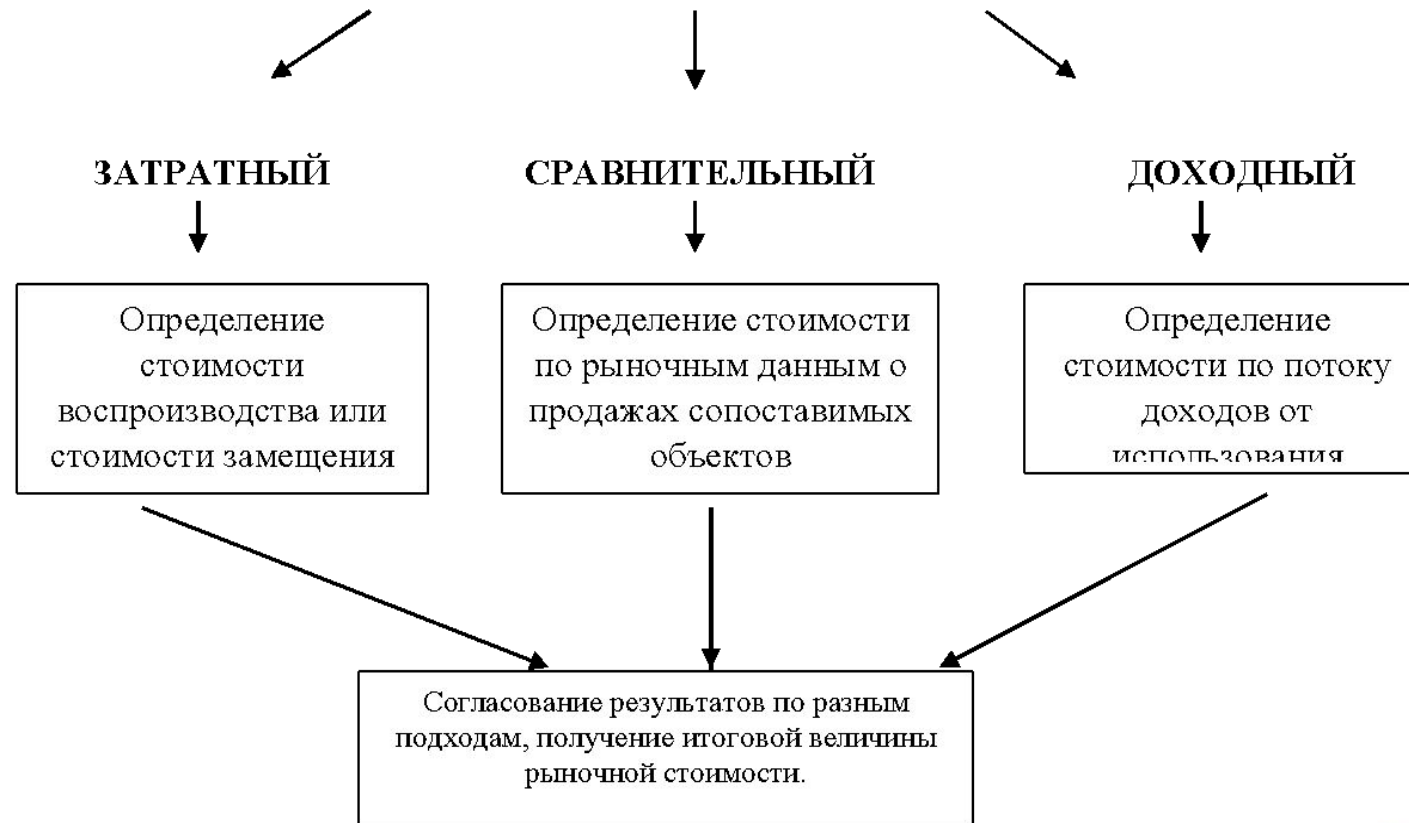 ЗАТРАТНЫЙ
СРАВНИТЕЛЬНЫЙ
ДОХОДНЫЙ
Определение
стоимости
воспроизводства или
стоимости замещения
Определение стоимости
по рыночным данным о
продажах сопоставимых
объектов
Определение
стоимости по потоку
доходов от
использования
Согласование результатов по разным
подходам, получение итоговой величины
рыночной стоимости.